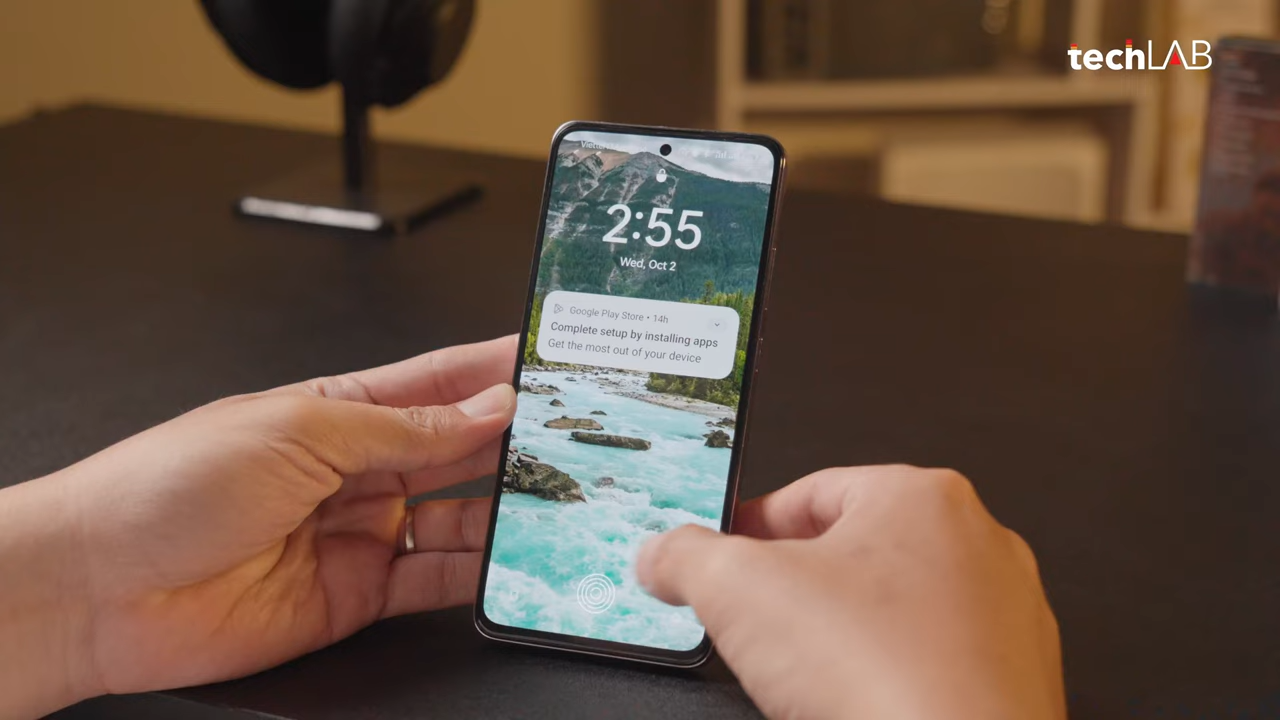 techLAB
2:55
Wed, Oct 2
Google Play Store • 14h
Complete setup by installing apps
Get the most out of your device